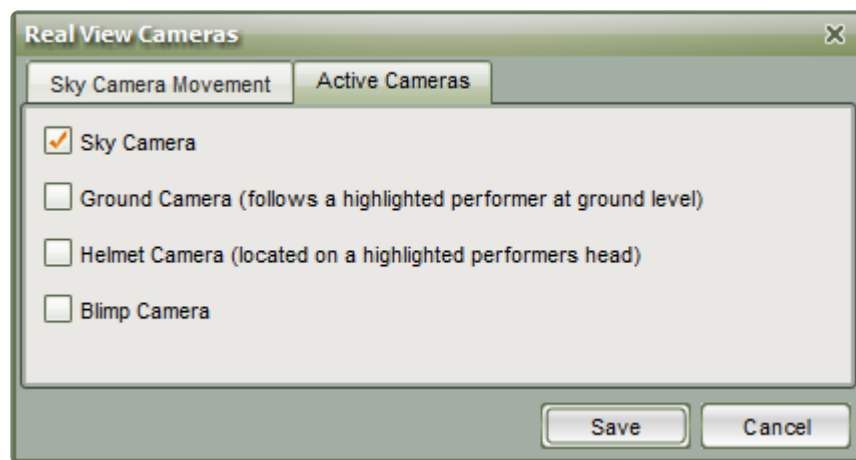 Real View Cameras
Sky Camera Movement
Active Cameras
Sky Camera
Ground Camera (follows a highlighted performer at ground level)
Helmet Camera (located on a highlighted performers head)
Blimp Camera
Save
Cancel